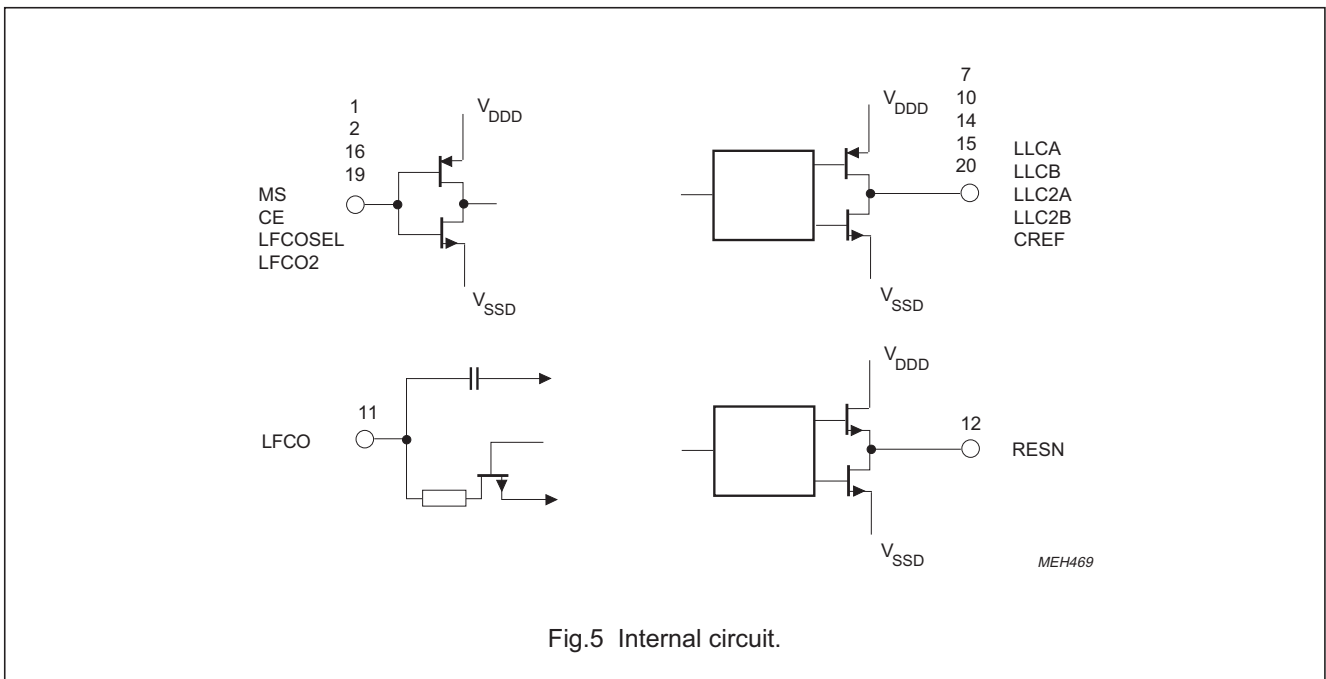 1
2
16
19
MS
CE
LFCOSEL
LFCO2
VDDD
VSSD
7
10
14
15
20
VDDD
LLCA
LLCB
LLC2A
LLC2B
CREF
VSSD
11
LFCO
VDDD
12
RESN
VSSD
MEH469
Fig.5 Internal circuit.